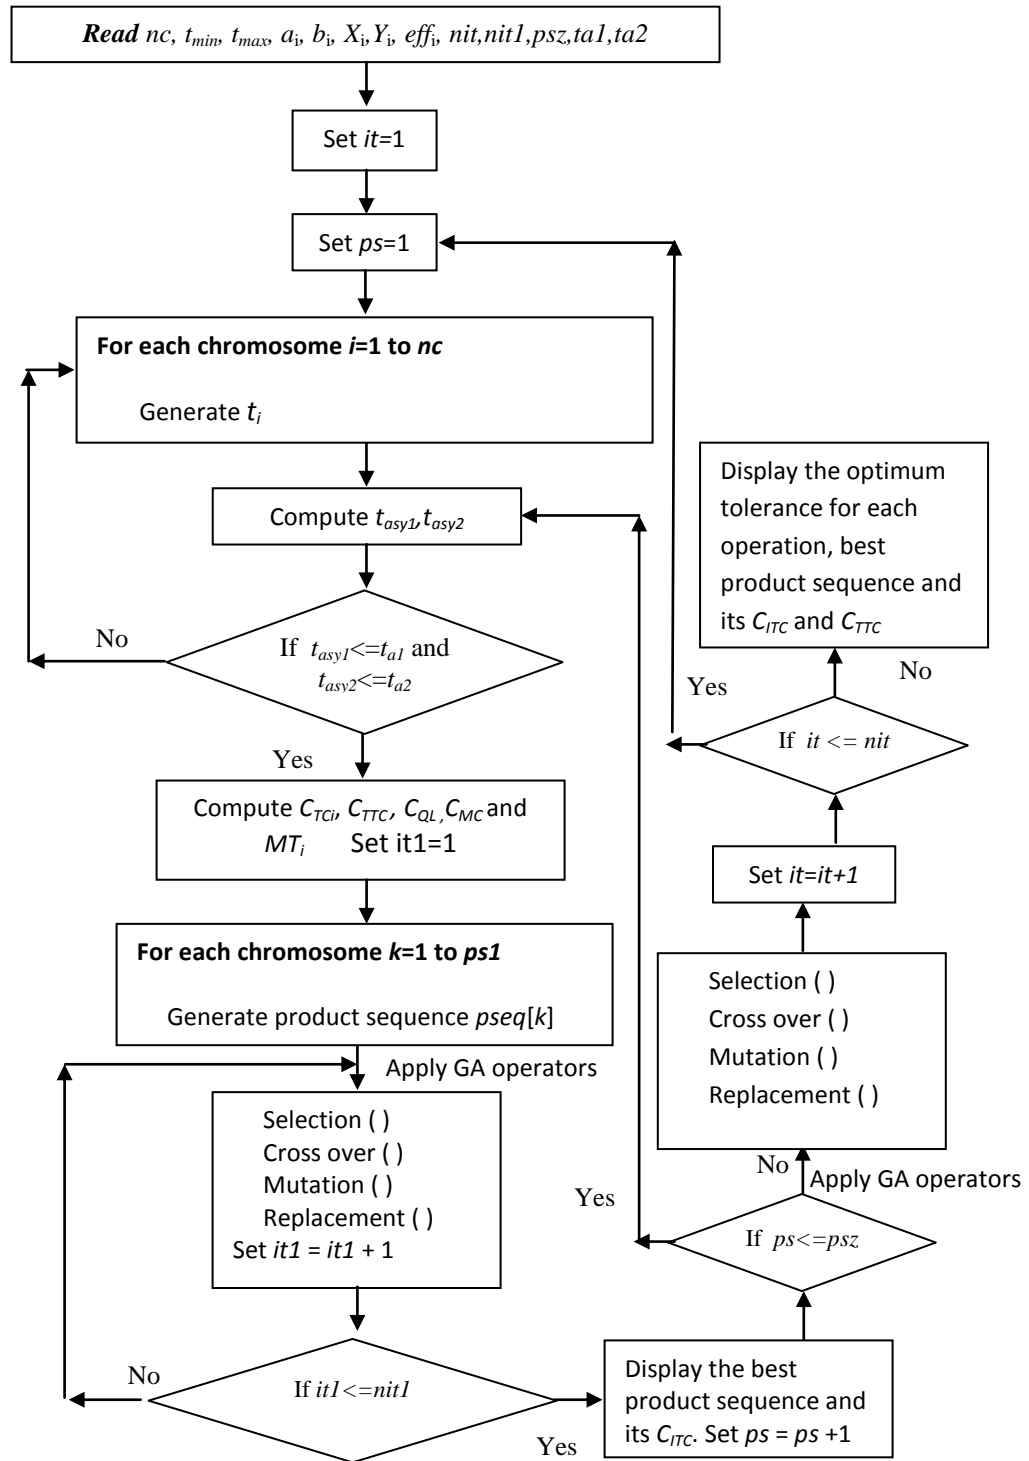 Read nc, tmin, tmax, ai, bi, Xi,Yi, effi, nit,nit1,psz,ta1,ta2
Set it=1
Set ps=1
For each chromosome i=1 to nc
Generate ti
Compute tasy1,tasy2
No
If tasy1<=ta1 and
tasy2<=ta2
Yes
Compute CTCi, CTTC, CQL,CMC and
MTi Set it1=1
For each chromosome k=1 to ps1
Generate product sequence pseq[k]
Apply GA operators
Selection ( )
Cross over ( )
Mutation ( )
Replacement ( )
Set it1 = it1 + 1
No
If it1<=nit1
Yes
Display the best
product sequence and
its CITC. Set ps = ps +1
If ps<=psz
Yes
No
Apply GA operators
Selection ( )
Cross over ( )
Mutation ( )
Replacement ( )
Set it=it+1
If it <= nit
Yes
No
Display the optimum
tolerance for each
operation, best
product sequence and
its CITC and CTTC